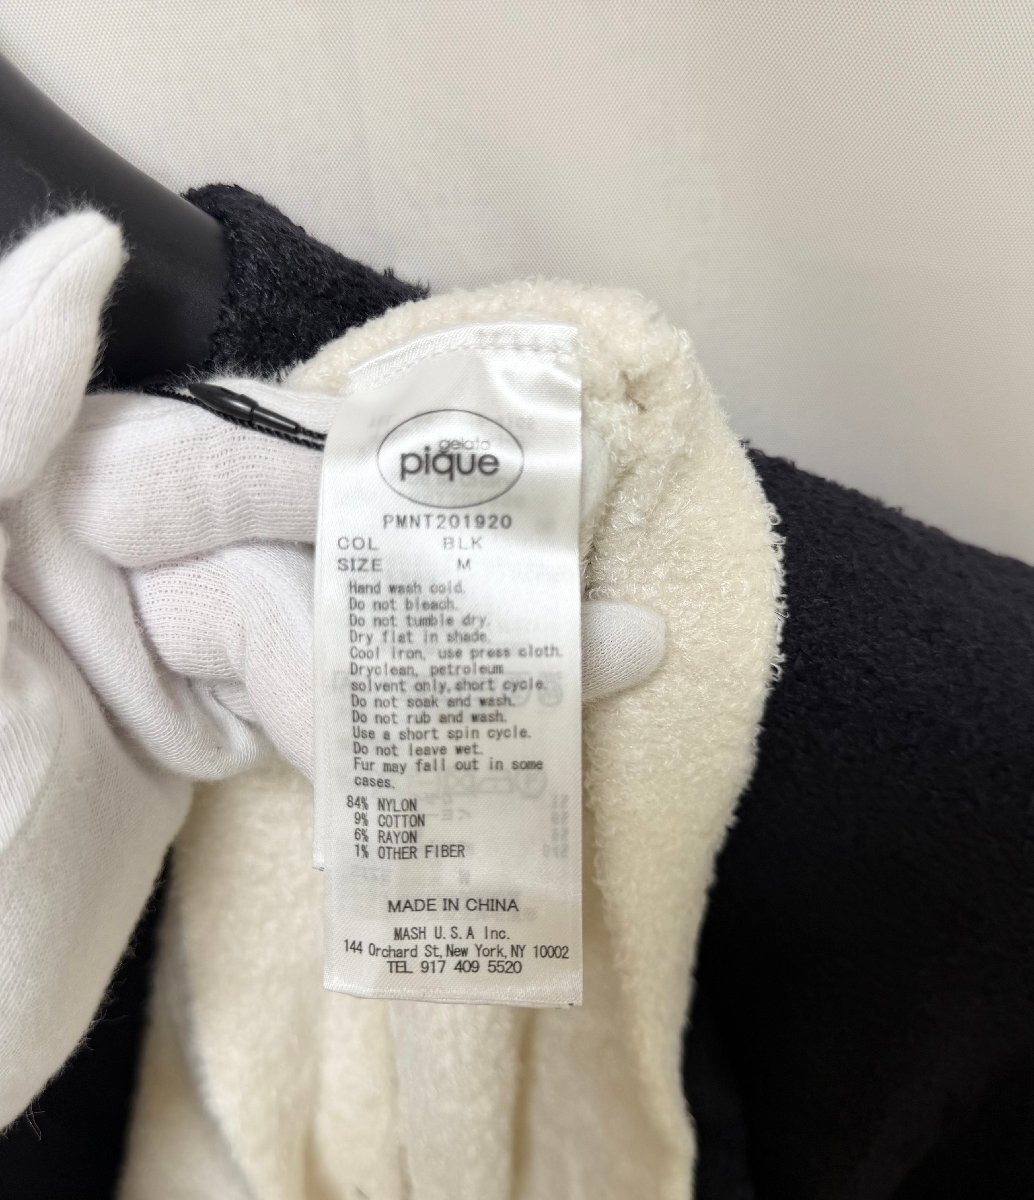 gelato
pique
PMNT201920
COL BLK
SIZE M
Hand wash cold.
Do not bleach.
Do not tumble dry.
Dry flat in shade.
Cool iron, use press cloth.
Dryclean, petroleum
solvent only, short cycle.
Do not soak and wash.
Do not rub and wash.
Use a short spin cycle.
Do not leave wet.
Fur may fall out in some
cases.
84% NYLON
9% COTTON
6% RAYON
1% OTHER FIBER
MADE IN CHINA
MASH U.S.A Inc.
144 Orchard St, New York, NY 10002
TEL 917 409 5520